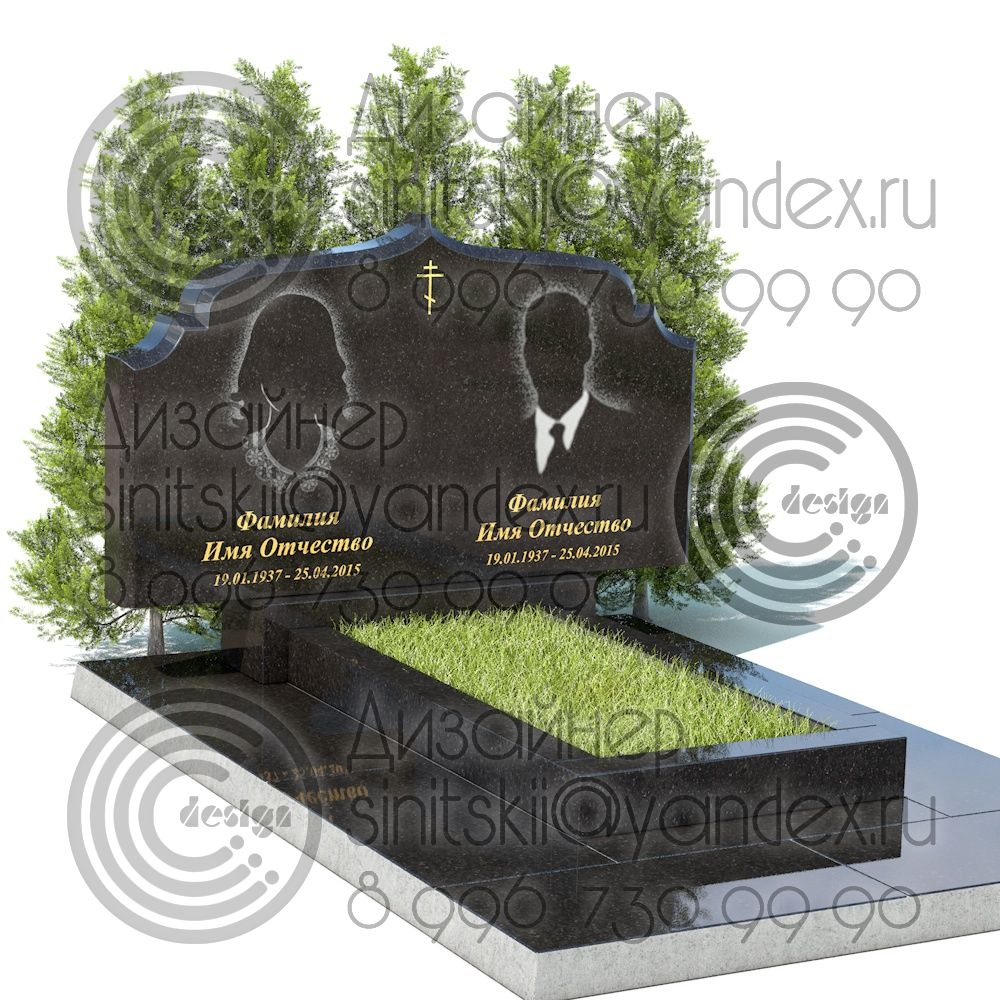 Дизайнер
sinitskii@yandex.ru
8 996 730 99 90
design
Дизайнер
sinitskii@yandex.ru
8 996 730 99 90
design
Фамилия
Имя Отчество
19.01.1937 - 25.04.2015
Фамилия
Имя Отчество
19.01.1937 - 25.04.2015
Дизайнер
sinitskii@yandex.ru
8 996 730 99 90
design